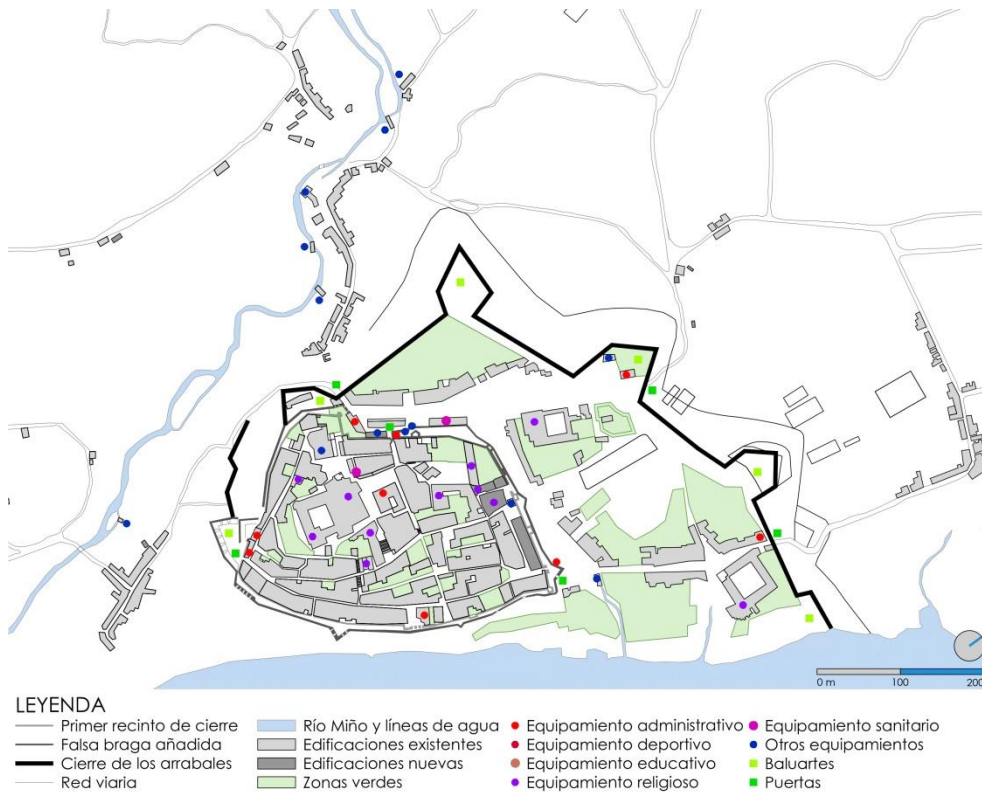 0 m 100 200
LEYENDA
Primer recinto de cierre
Falsa braga añadida
Cierre de los arrabales
Red viaria
Río Miño y líneas de agua
Edificaciones existentes
Edificaciones nuevas
Zonas verdes
Equipamiento administrativo
Equipamiento deportivo
Equipamiento educativo
Equipamiento religioso
Equipamiento sanitario
Otros equipamientos
Baluartes
Puertas